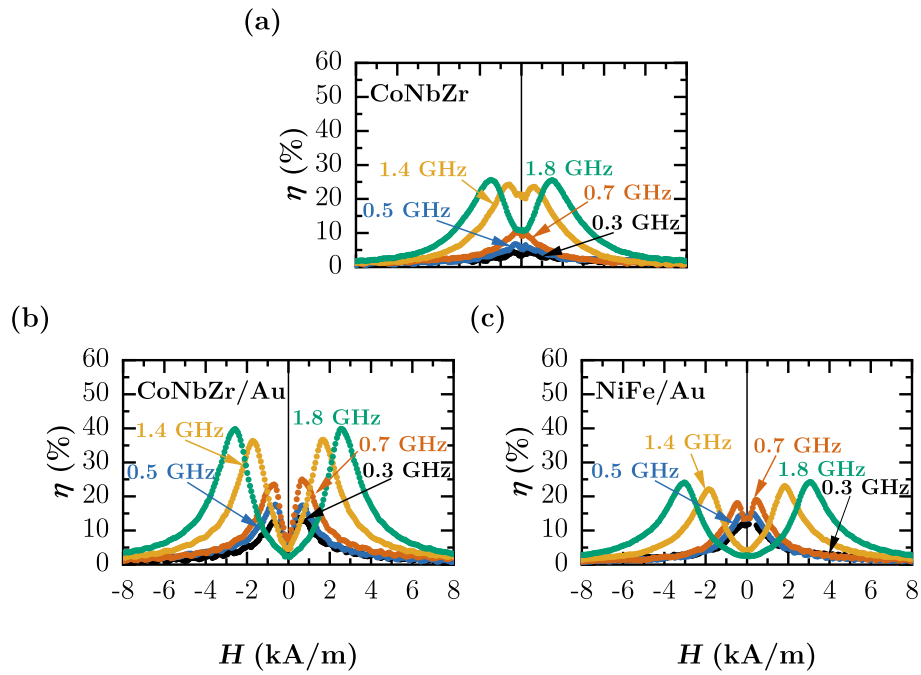 (a)
60
50
40
30
20
10
0
η (%)
CoNbZr
1.4 GHz
1.8 GHz
0.7 GHz
0.5 GHz
0.3 GHz
(b)
60
50
40
30
20
10
0
η (%)
CoNbZr/Au
1.8 GHz
1.4 GHz
0.7 GHz
0.5 GHz
0.3 GHz
-8 -6 -4 -2 0 2 4 6 8
H (kA/m)
(c)
60
50
40
30
20
10
0
η (%)
NiFe/Au
1.4 GHz
0.7 GHz
0.5 GHz
1.8 GHz
0.3 GHz
-8 -6 -4 -2 0 2 4 6 8
H (kA/m)